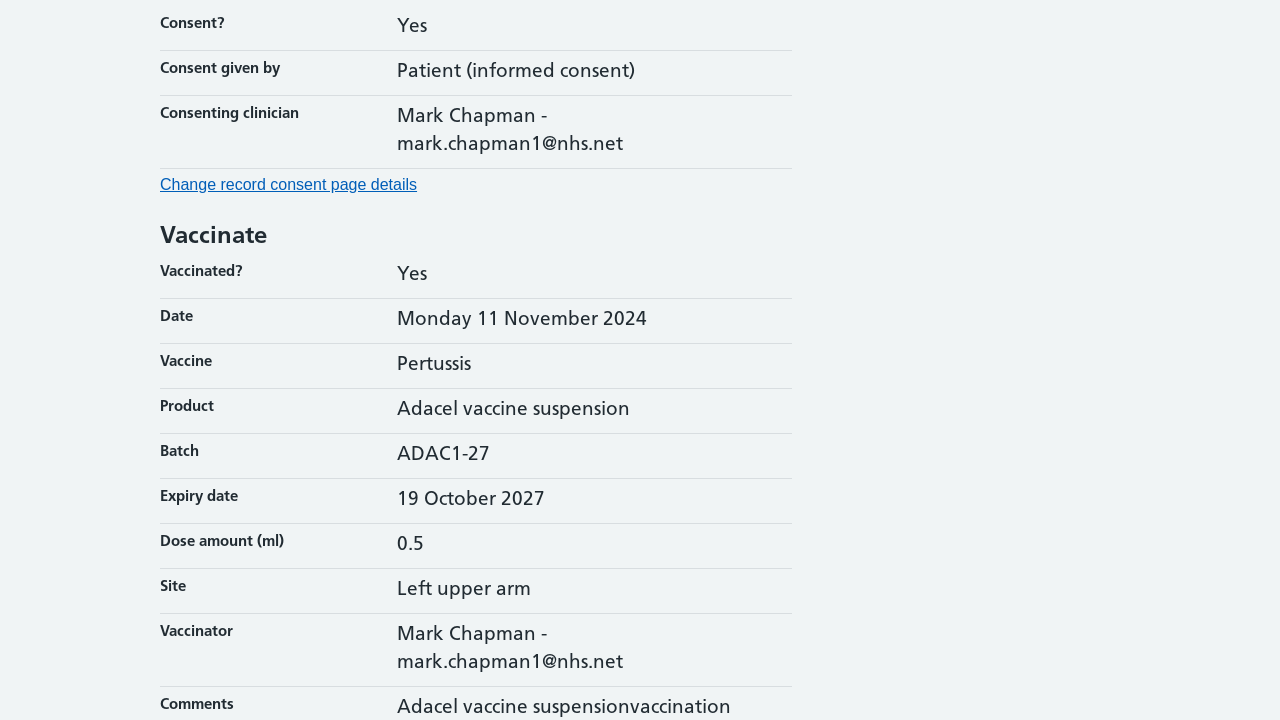 Consent? Yes
Consent given by Patient (informed consent)
Consenting clinician Mark Chapman -
mark.chapman1@nhs.net
Change record consent page details
Vaccinate
Vaccinated? Yes
Date Monday 11 November 2024
Vaccine Pertussis
Product Adacel vaccine suspension
Batch ADAC1-27
Expiry date 19 October 2027
Dose amount (ml) 0.5
Site Left upper arm
Vaccinator Mark Chapman -
mark.chapman1@nhs.net
Comments Adacel vaccine suspensionvaccination